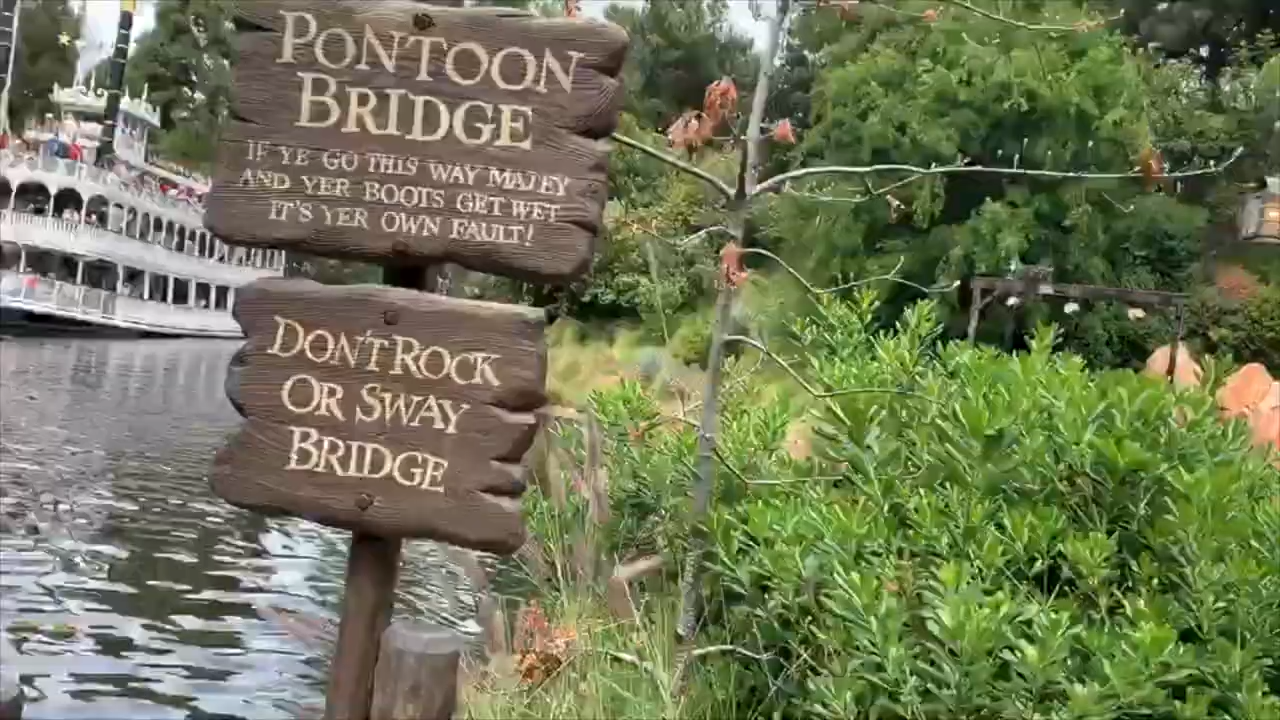 PONTOON
BRIDGE
IF YE GO THIS WAY MATEY
AND YER BOOTS GET WET
IT'S YER OWN FAULT!
DON'T ROCK
OR SWAY
BRIDGE